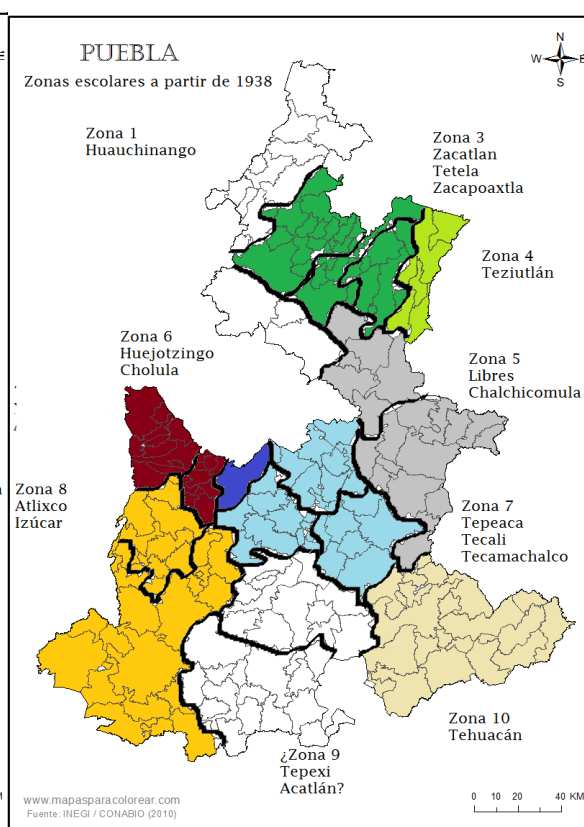 PUEBLA
Zonas escolares a partir de 1938
N
W E
S
Zona 1
Huauchinango
Zona 3
Zacatlan
Tetela
Zacapoaxtla
Zona 4
Teziutlán
Zona 6
Huejotzingo
Cholula
Zona 5
Libres
Chalchicomula
Zona 8
Atlixco
Izúcar
Zona 7
Tepeaca
Tecali
Tecamachalco
Zona 10
Tehuacán
¿Zona 9
Tepexi
Acatlán?
www.mapasparacolorear.com
Fuente: INEGI / CONABIO (2010)
0 10 20 40 KM